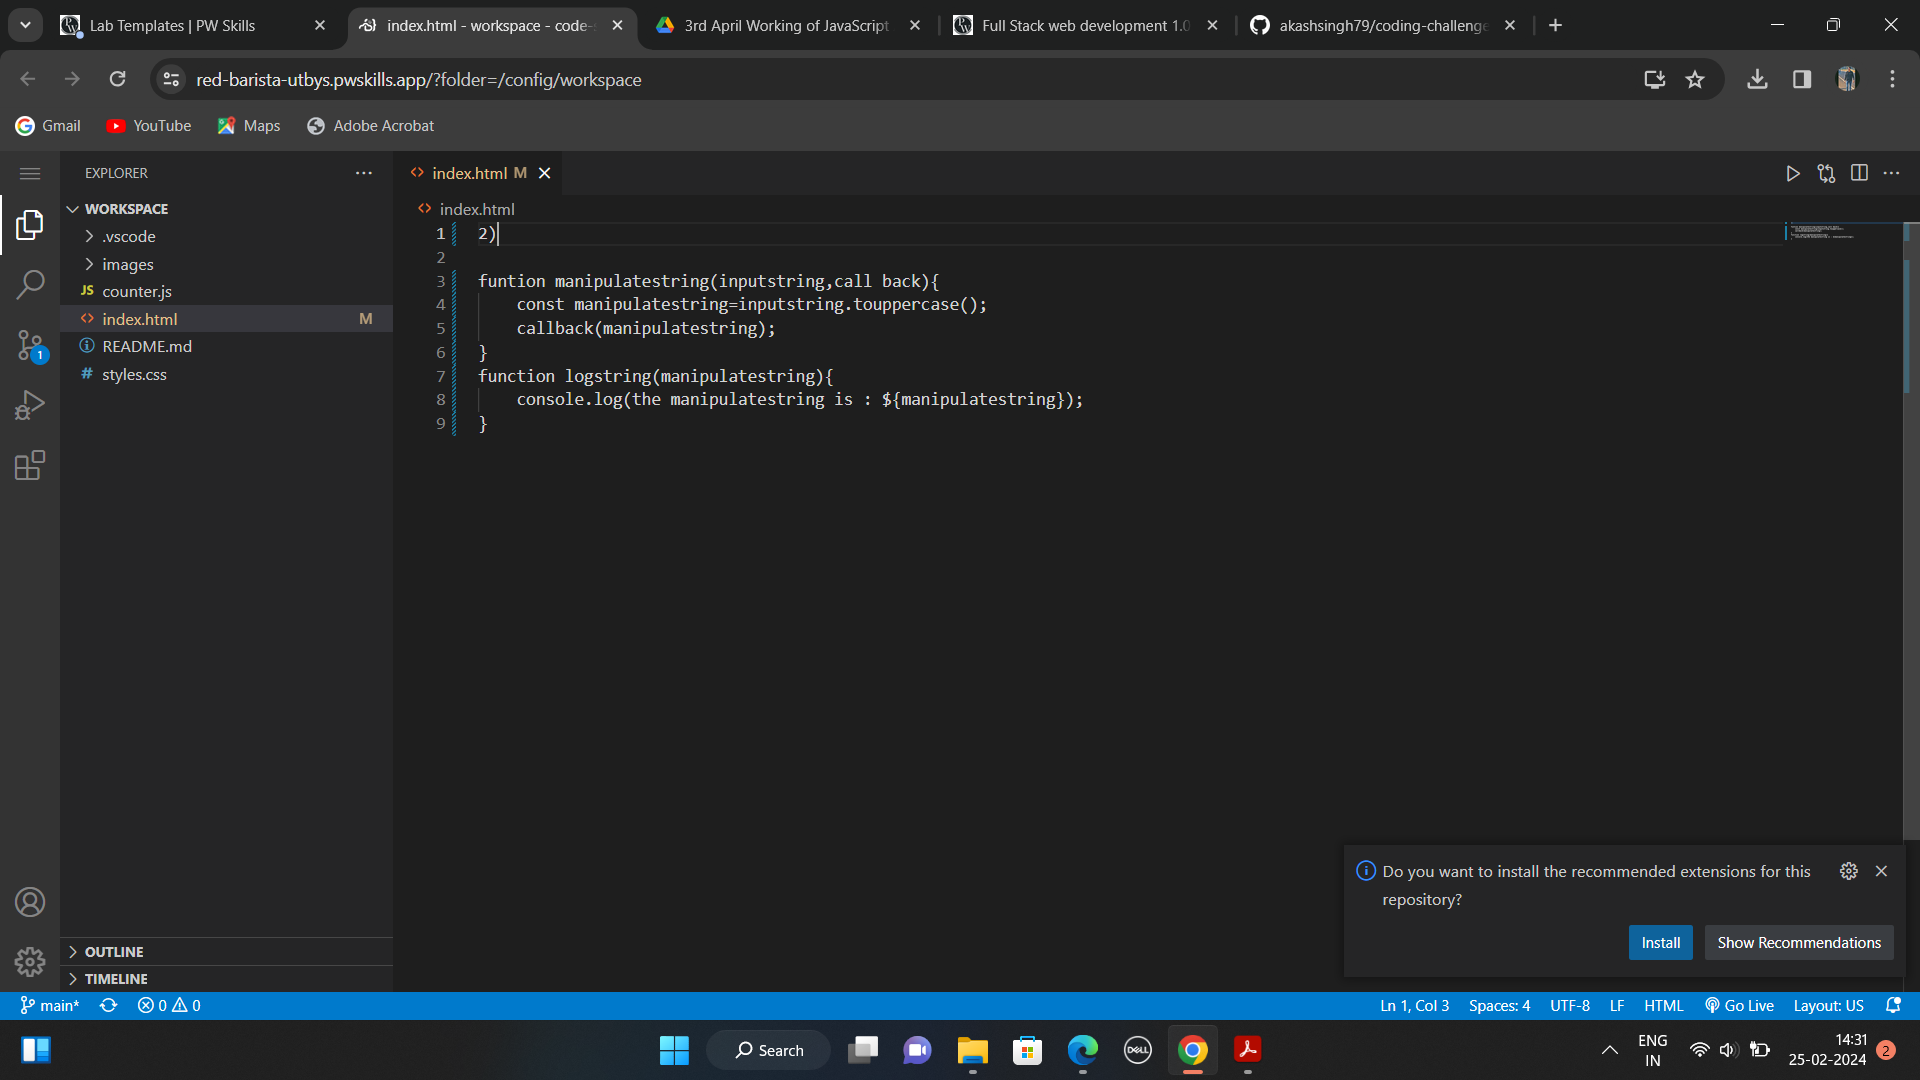 Lab Templates | PW Skills
index.html - workspace - code-
3rd April Working of JavaScript
Full Stack web development 1.0
akashsingh79/coding-challenge
red-barista-utbys.pwskills.app/?folder=/config/workspace
Gmail YouTube Maps Adobe Acrobat
EXPLORER
index.html M
WORKSPACE
index.html
.vscode
images
JS counter.js
index.html M
README.md
# styles.css
1 2)
2
3 funtion manipulatestring(inputstring,call back){
4 const manipulatestring=inputstring.touppercase();
5 callback(manipulatestring);
6 }
7 function logstring(manipulatestring){
8 console.log(the manipulatestring is : ${manipulatestring});
9 }
1
Do you want to install the recommended extensions for this
repository?
Install Show Recommendations
OUTLINE
TIMELINE
main* 0 0 Ln 1, Col 3 Spaces: 4 UTF-8 LF HTML Go Live Layout: US
Search
DELL
ENG
IN
14:31
25-02-2024
2